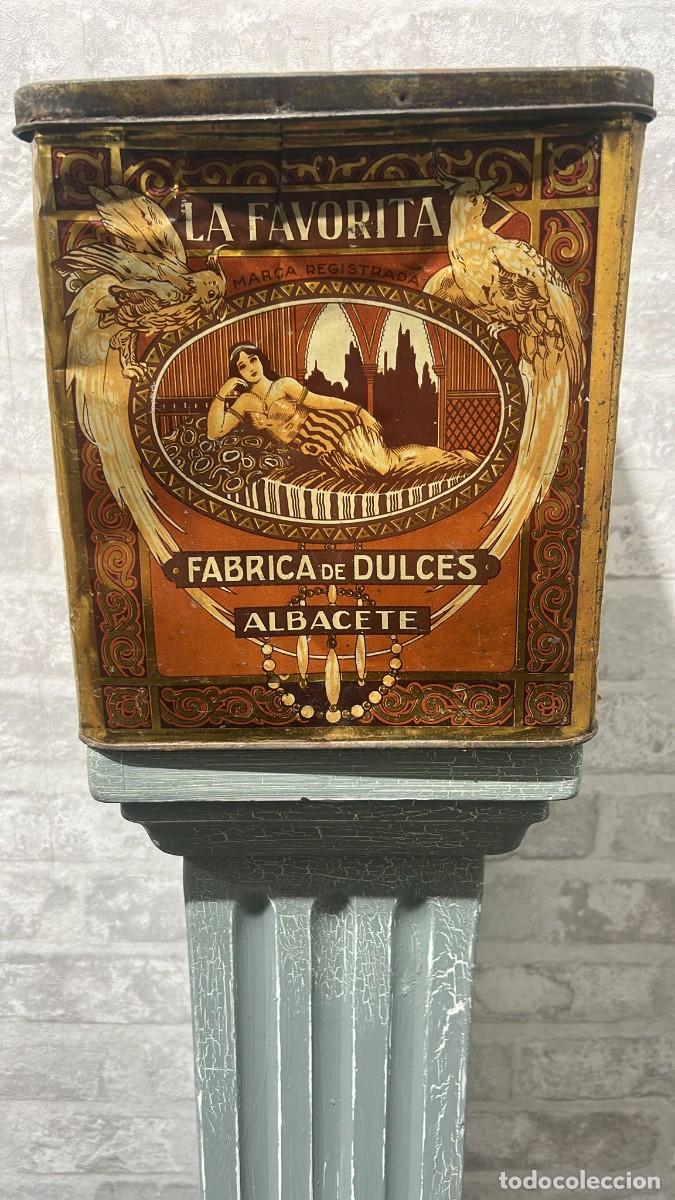 LA FAVORITA
MARCA REGISTRADA
FABRICA DE DULCES
ALBACETE
todocoleccion